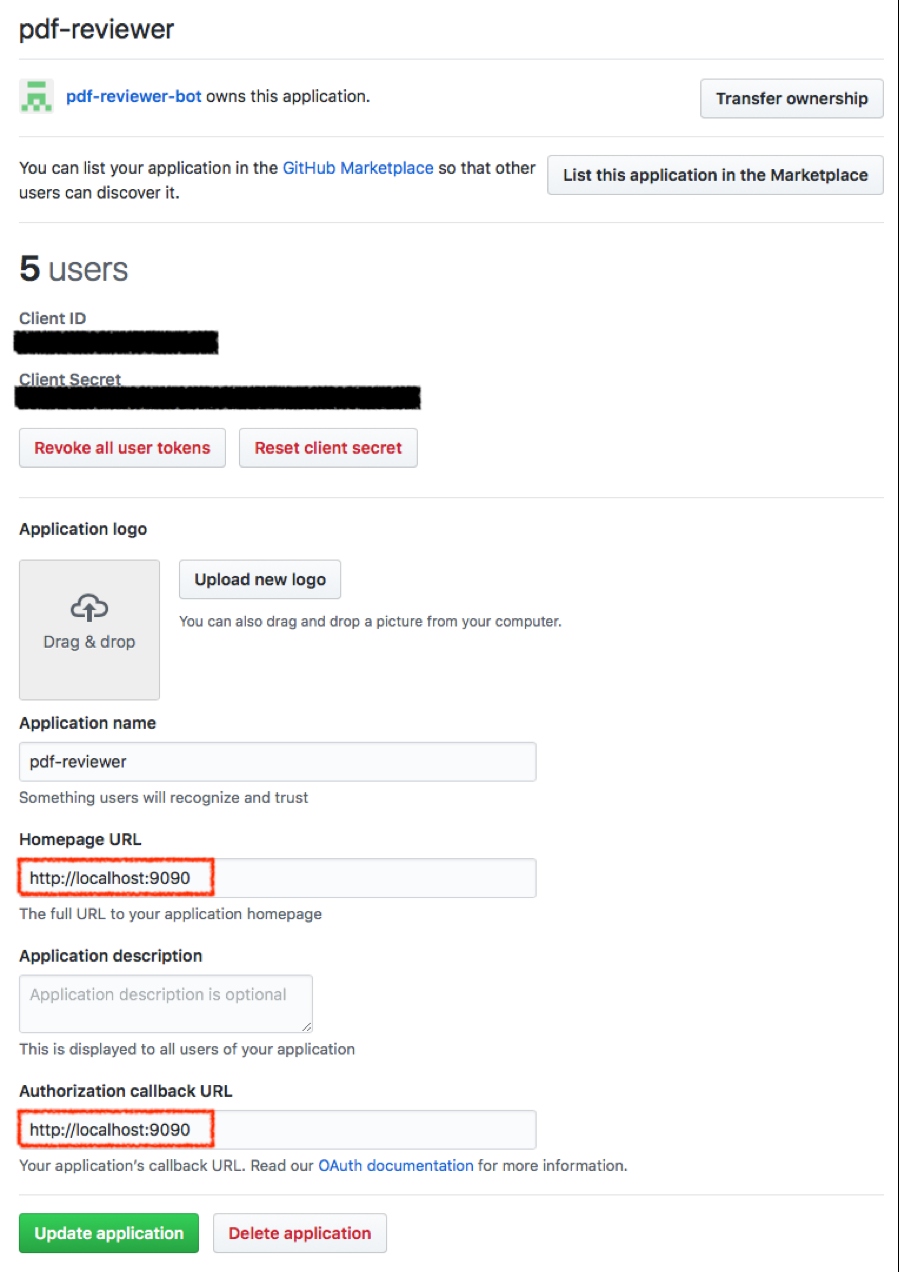 pdf-reviewer
pdf-reviewer-bot owns this application.
Transfer ownership
You can list your application in the GitHub Marketplace so that other
users can discover it.
List this application in the Marketplace
5 users
Client ID
Client Secret
Revoke all user tokens
Reset client secret
Application logo
Drag & drop
Upload new logo
You can also drag and drop a picture from your computer.
Application name
pdf-reviewer
Something users will recognize and trust
Homepage URL
http://localhost:9090
The full URL to your application homepage
Application description
Application description is optional
This is displayed to all users of your application
Authorization callback URL
http://localhost:9090
Your application’s callback URL. Read our OAuth documentation for more information.
Update application
Delete application